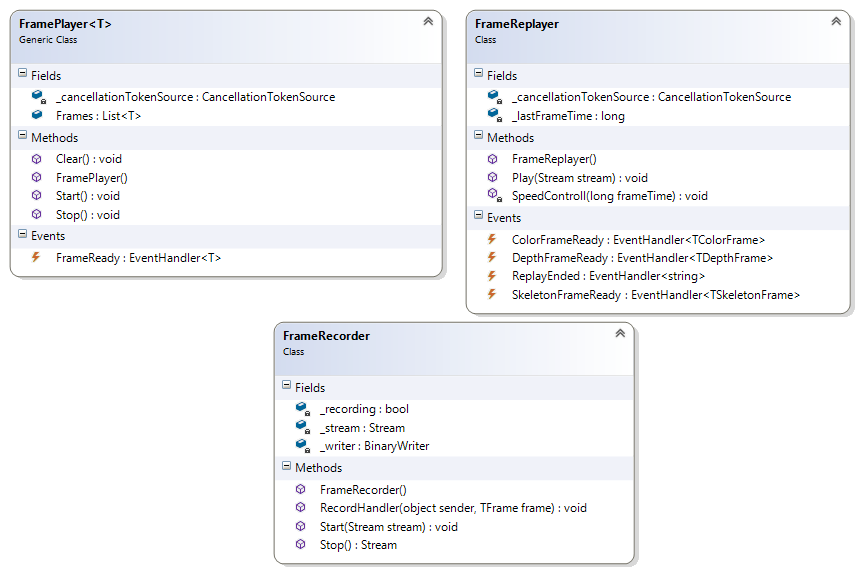 FramePlayer<T>
Generic Class
Fields
_cancellationTokenSource : CancellationTokenSource
Frames : List<T>
Methods
Clear() : void
FramePlayer()
Start() : void
Stop() : void
Events
FrameReady : EventHandler<T>
FrameReplayer
Class
Fields
_cancellationTokenSource : CancellationTokenSource
_lastFrameTime : long
Methods
FrameReplayer()
Play(Stream stream) : void
SpeedControll(long frameTime) : void
Events
ColorFrameReady : EventHandler<TColorFrame>
DepthFrameReady : EventHandler<TDepthFrame>
ReplayEnded : EventHandler<string>
SkeletonFrameReady : EventHandler<TSkeletonFrame>
FrameRecorder
Class
Fields
_recording : bool
_stream : Stream
_writer : BinaryWriter
Methods
FrameRecorder()
RecordHandler(object sender, TFrame frame) : void
Start(Stream stream) : void
Stop() : Stream